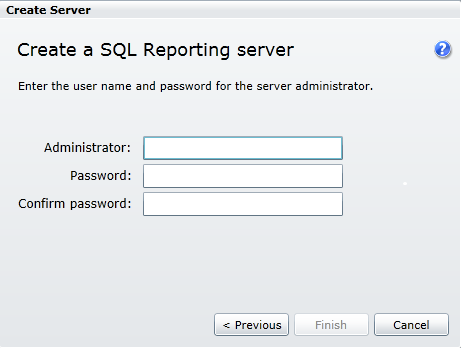 Create Server
Create a SQL Reporting server
?
Enter the user name and password for the server administrator.
Administrator:
Password:
Confirm password:
< Previous Finish Cancel